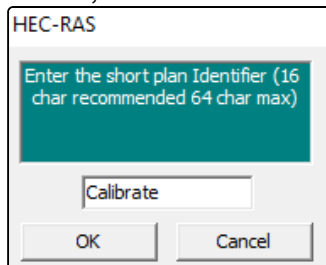 HEC-RAS
Enter the short plan Identifier (16
char recommended 64 char max)
Calibrate
OK
Cancel